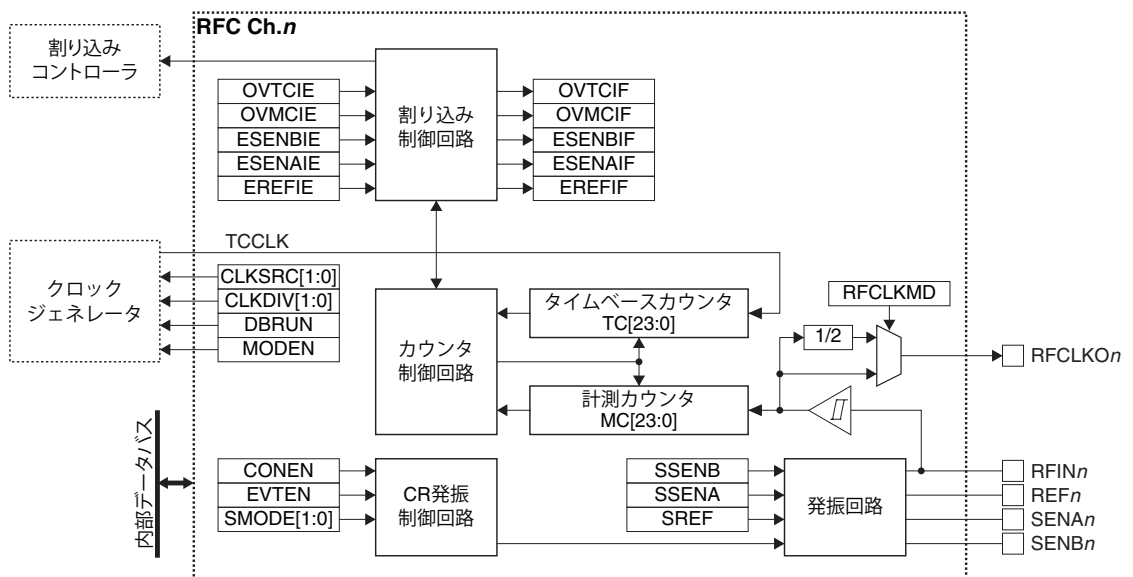 RFC Ch.n
割り込み
コントローラ
OVTCIE
OVMCIE
ESENBIE
ESENAIE
EREFIE
割り込み
制御回路
OVTCIF
OVMCIF
ESENBIF
ESENAIF
EREFIF
TCCLK
クロック
ジェネレータ
CLKSRC[1:0]
CLKDIV[1:0]
DBRUN
MODEN
カウンタ
制御回路
タイムベースカウンタ
TC[23:0]
計測カウンタ
MC[23:0]
RFCLKMD
1/2
RFCLKOn
内部データバス
CONEN
EVTEN
SMODE[1:0]
CR発振
制御回路
SSENB
SSENA
SREF
発振回路
RFINn
REFn
SENAn
SENBn